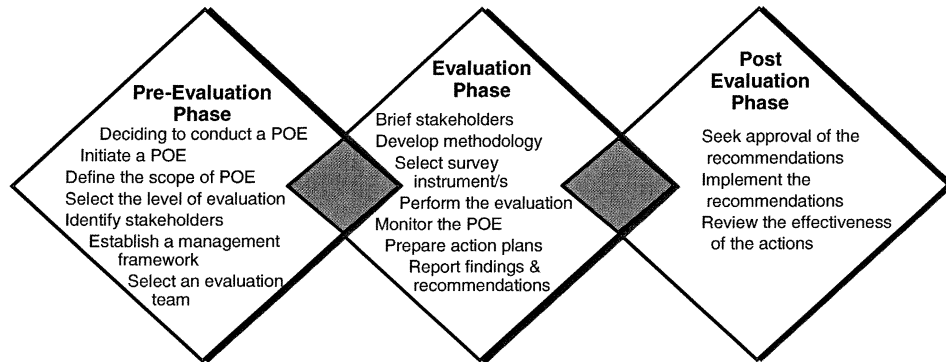 Pre-Evaluation
Phase
Deciding to conduct a POE
Initiate a POE
Define the scope of POE
Select the level of evaluation
Identify stakeholders
Establish a management
framework
Select an evaluation
team
Evaluation
Phase
Brief stakeholders
Develop methodology
Select survey
instrument/s
Perform the evaluation
Monitor the POE
Prepare action plans
Report findings &
recommendations
Post
Evaluation
Phase
Seek approval of the
recommendations
Implement the
recommendations
Review the effectiveness
of the actions